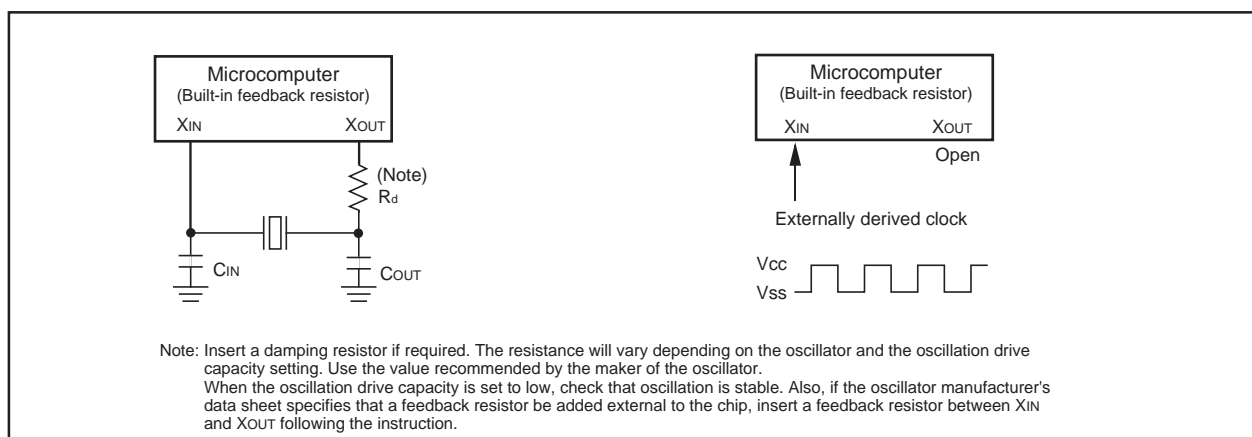 Microcomputer
(Built-in feedback resistor)
XIN XOUT
(Note)
Rd
CIN
COUT
Microcomputer
(Built-in feedback resistor)
XIN XOUT
Open
Externally derived clock
Vcc
Vss
Note: Insert a damping resistor if required. The resistance will vary depending on the oscillator and the oscillation drive
capacity setting. Use the value recommended by the maker of the oscillator.
When the oscillation drive capacity is set to low, check that oscillation is stable. Also, if the oscillator manufacturer's
data sheet specifies that a feedback resistor be added external to the chip, insert a feedback resistor between XIN
and XOUT following the instruction.